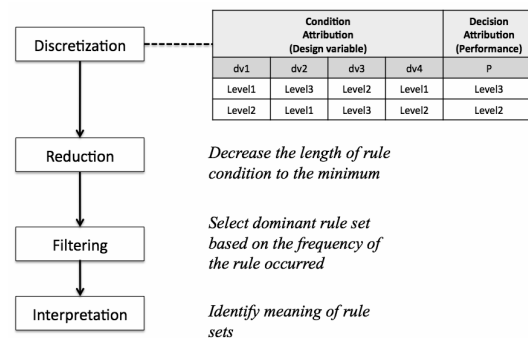 Discretization
Condition Attribution (Design variable)
Decision Attribution (Performance)
dv1 dv2 dv3 dv4 P
Level1 Level3 Level2 Level1 Level3
Level2 Level1 Level3 Level2 Level2
Reduction
Decrease the length of rule
condition to the minimum
Filtering
Select dominant rule set
based on the frequency of
the rule occurred
Interpretation
Identify meaning of rule
sets